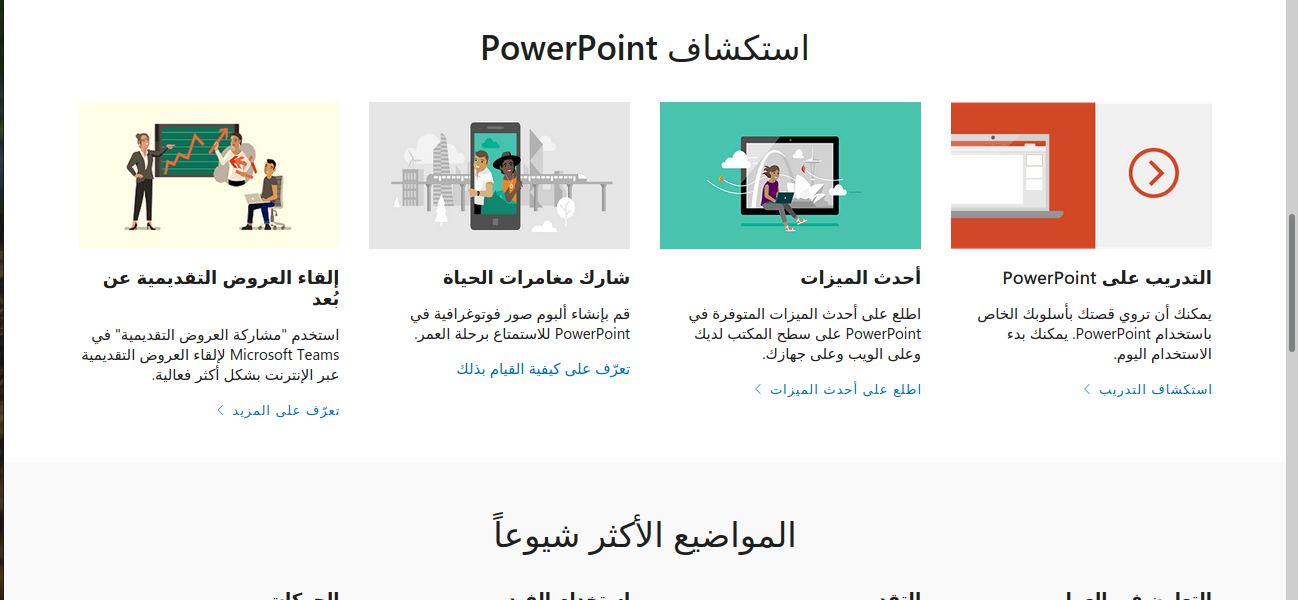 استكشاف PowerPoint
التدريب على PowerPoint
يمكنك أن تروي قصتك بأسلوبك الخاص
باستخدام PowerPoint. يمكنك بدء
الاستخدام اليوم.
استكشاف التدريب
أحدث الميزات
اطلع على أحدث الميزات المتوفرة في
PowerPoint على سطح المكتب لديك
وعلى الويب وعلى جهازك.
اطلع على أحدث الميزات
شارك مغامرات الحياة
قم بإنشاء ألبوم صور فوتوغرافية في
PowerPoint للاستمتاع برحلة العمر.
تعرّف على كيفية القيام بذلك
إلقاء العروض التقديمية عن
بُعد
استخدم "مشاركة العروض التقديمية" في
Microsoft Teams لإلقاء العروض التقديمية
عبر الإنترنت بشكل أكثر فعالية.
تعرّف على المزيد
المواضيع الأكثر شيوعاً